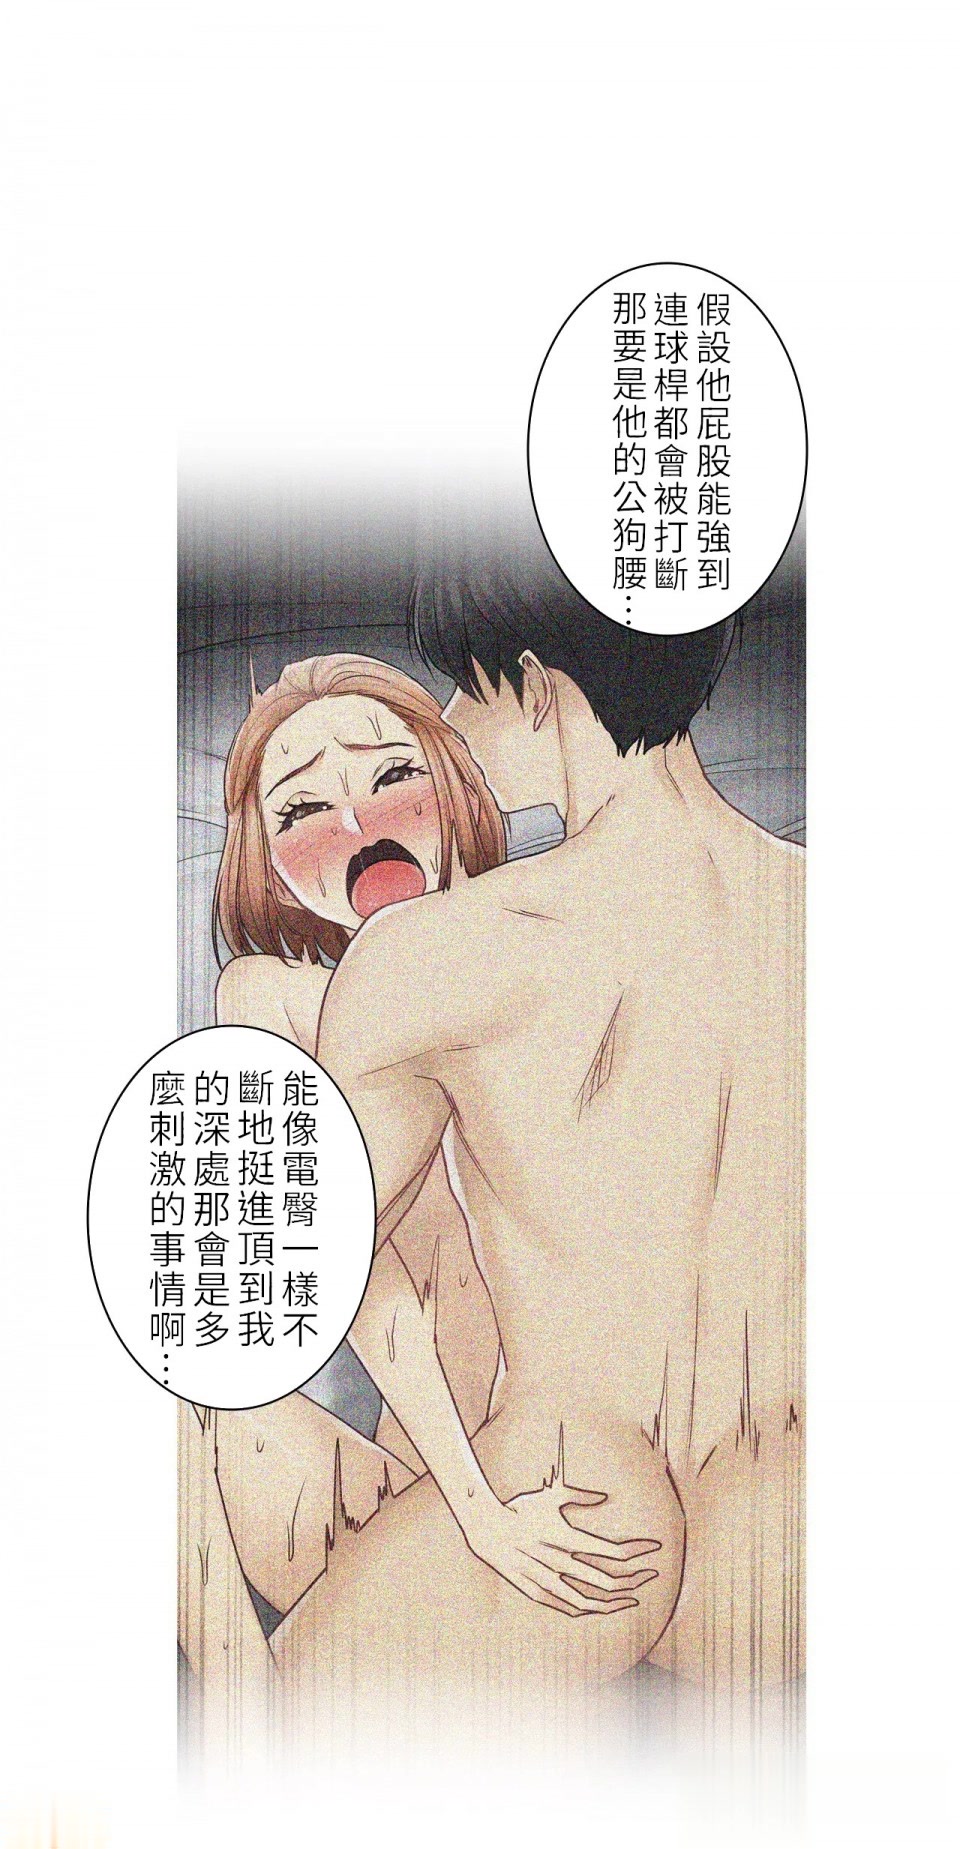 假設他屁股能強到
連球桿都會被打斷
那要是他的公狗腰…
能像電臀一樣不
斷地挺進頂到我
的深處那會是多
麼刺激的事情啊…